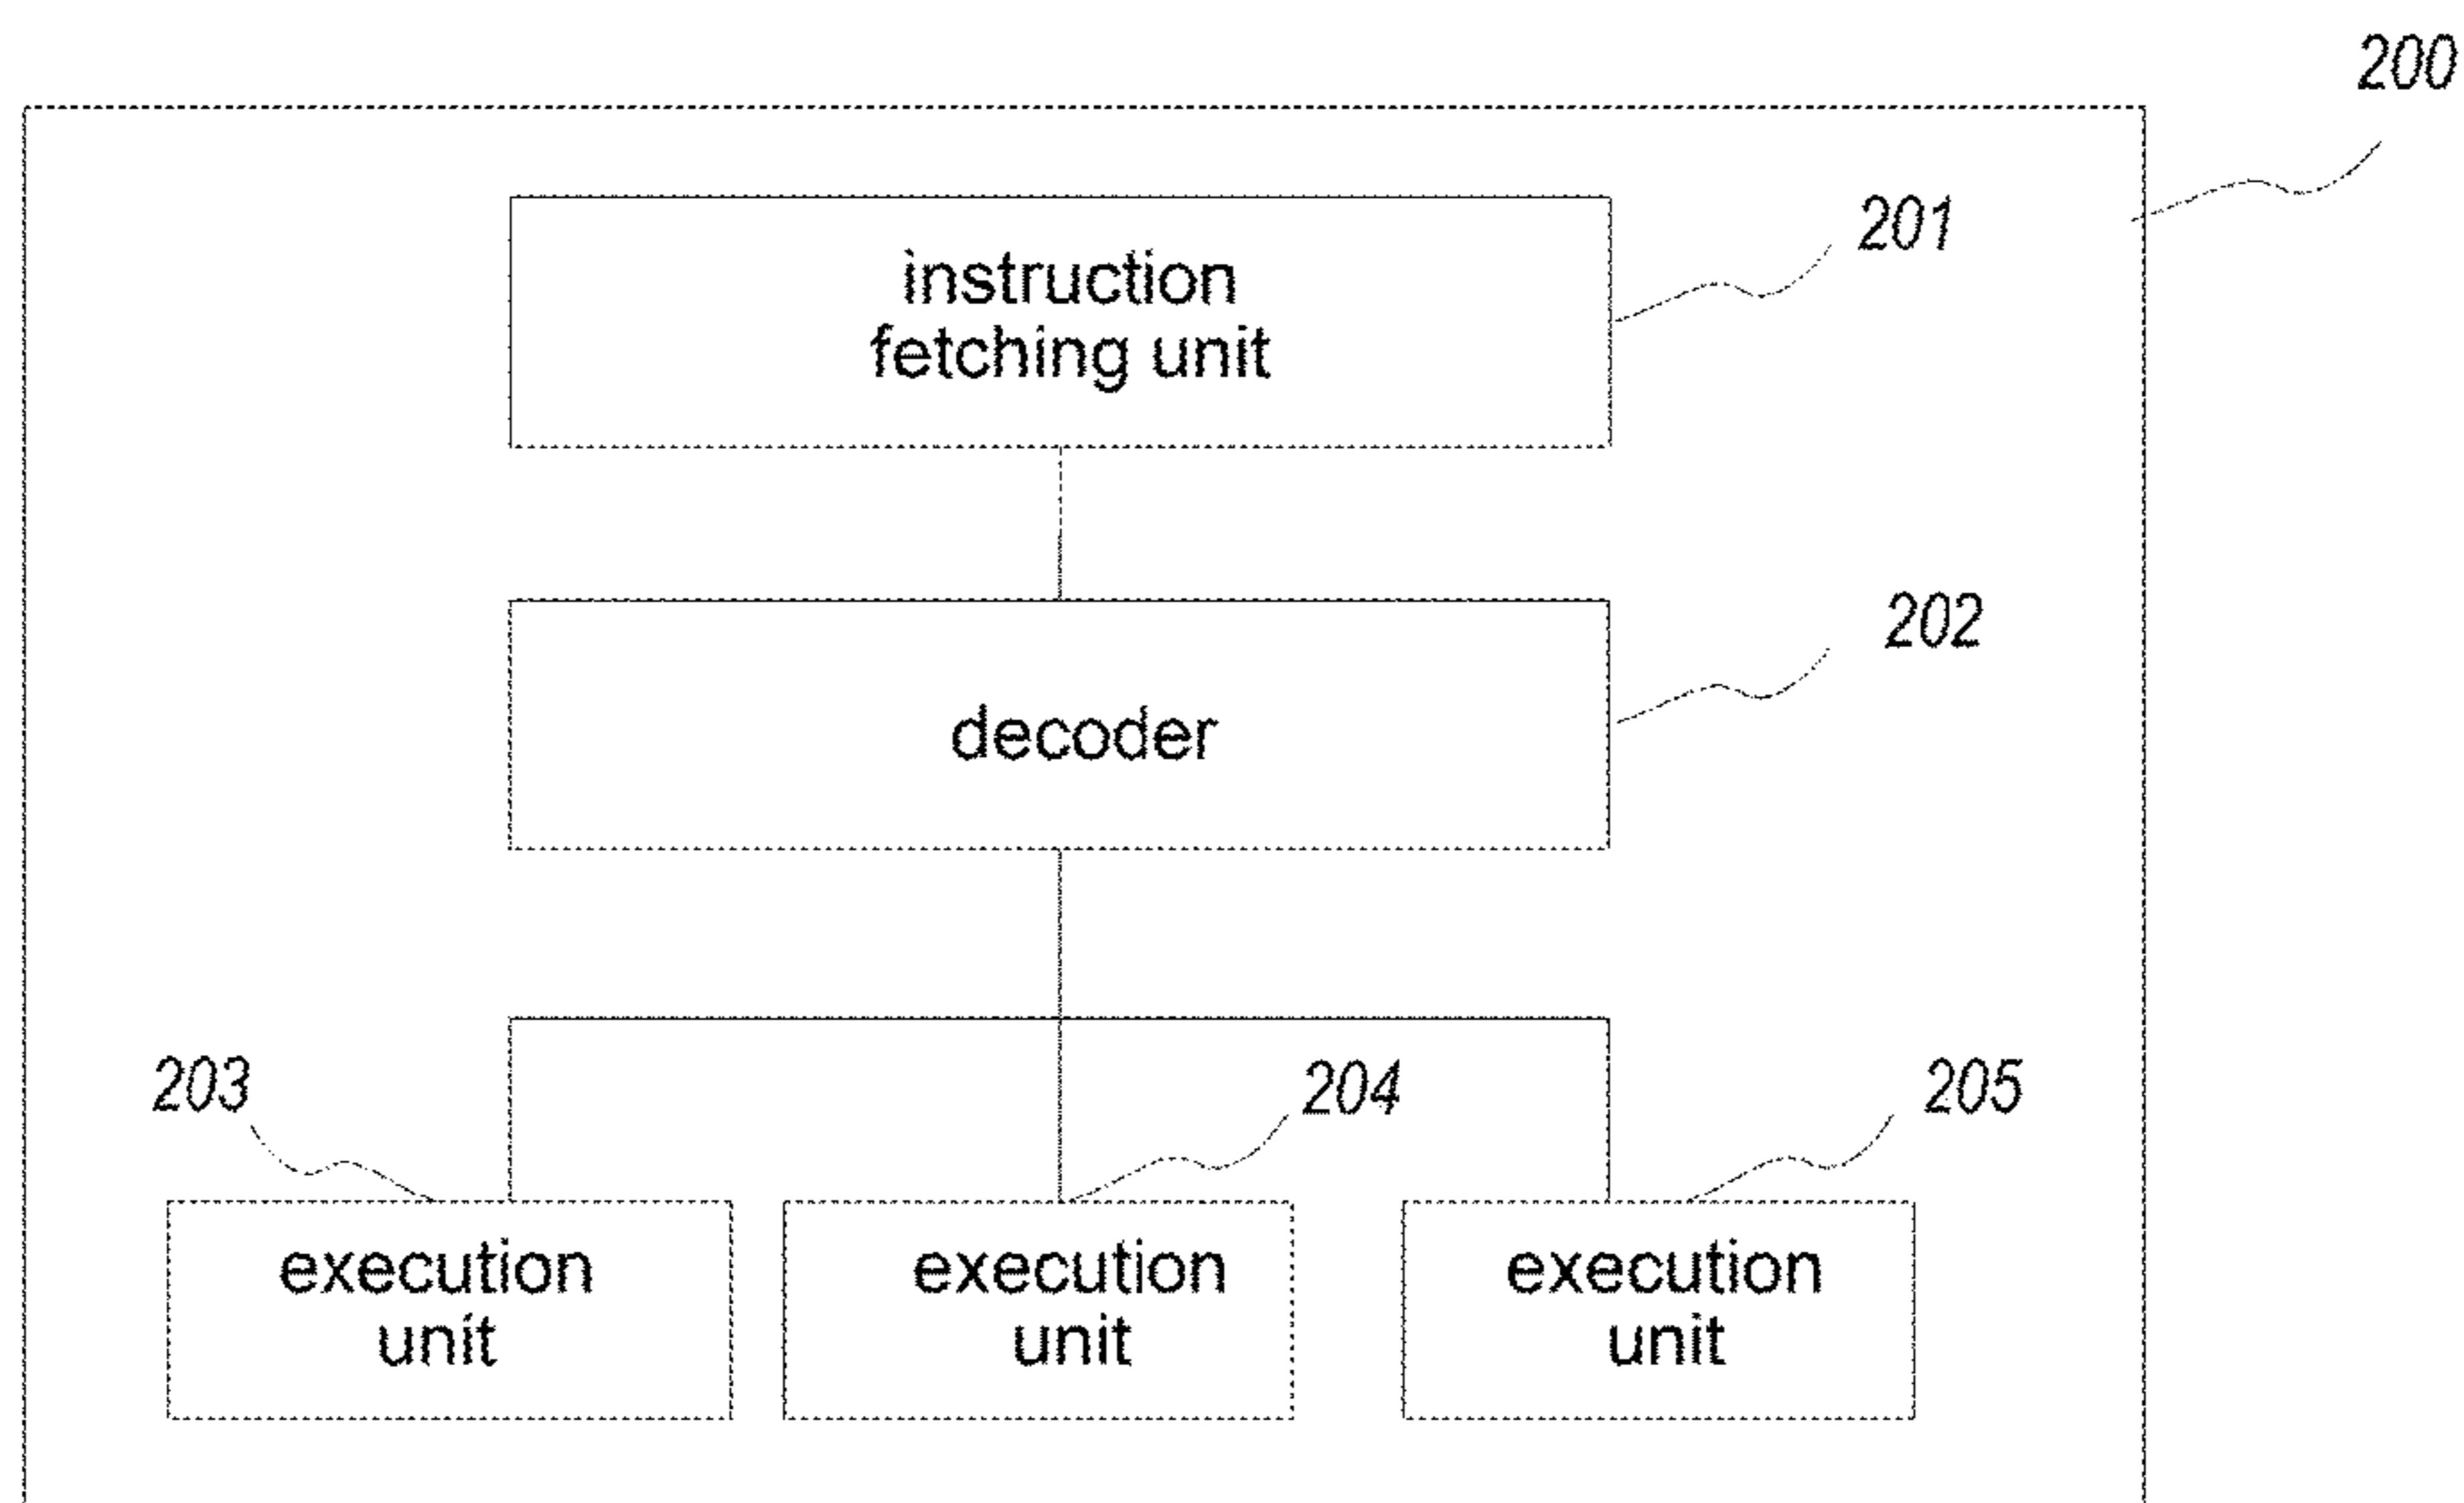 200
201
instruction
fetching unit
202
decoder
203
204
205
execution
unit
execution
unit
execution
unit